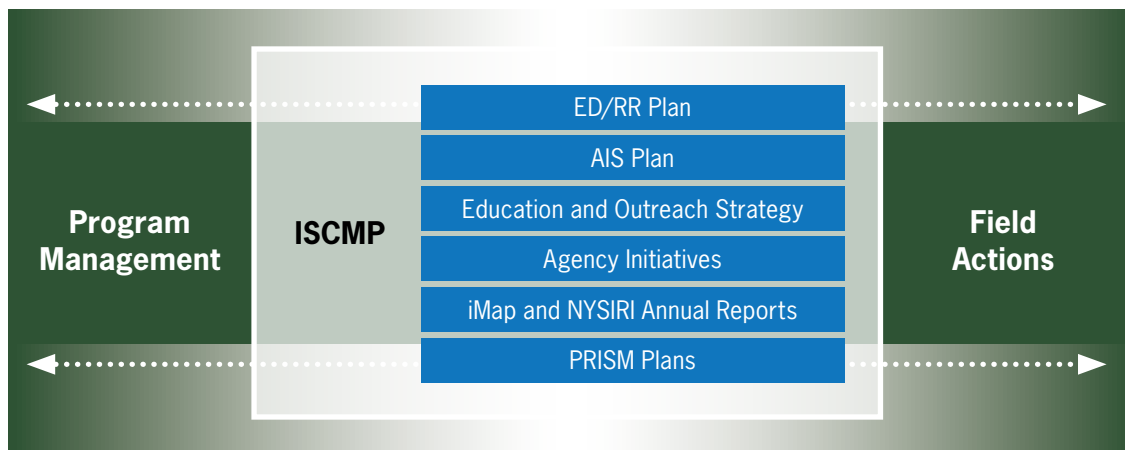 Program
Management
ISCMP
ED/RR Plan
AIS Plan
Education and Outreach Strategy
Agency Initiatives
iMap and NYSIRI Annual Reports
PRISM Plans
Field
Actions